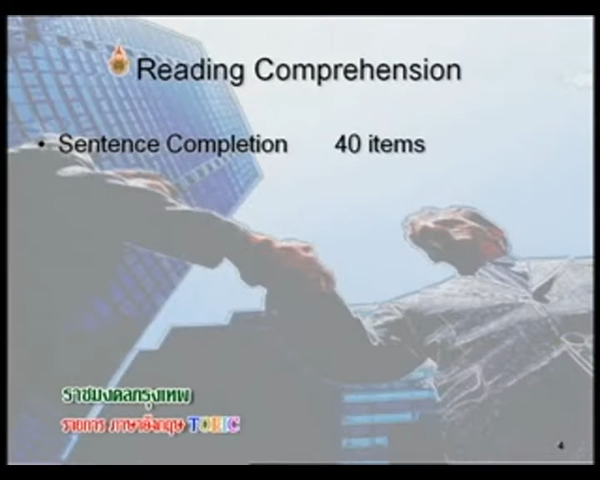 Reading Comprehension
• Sentence Completion 40 items
ราชมงคลกรุงเทพ
รายการ ภาษาอังกฤษ TOEIC
4